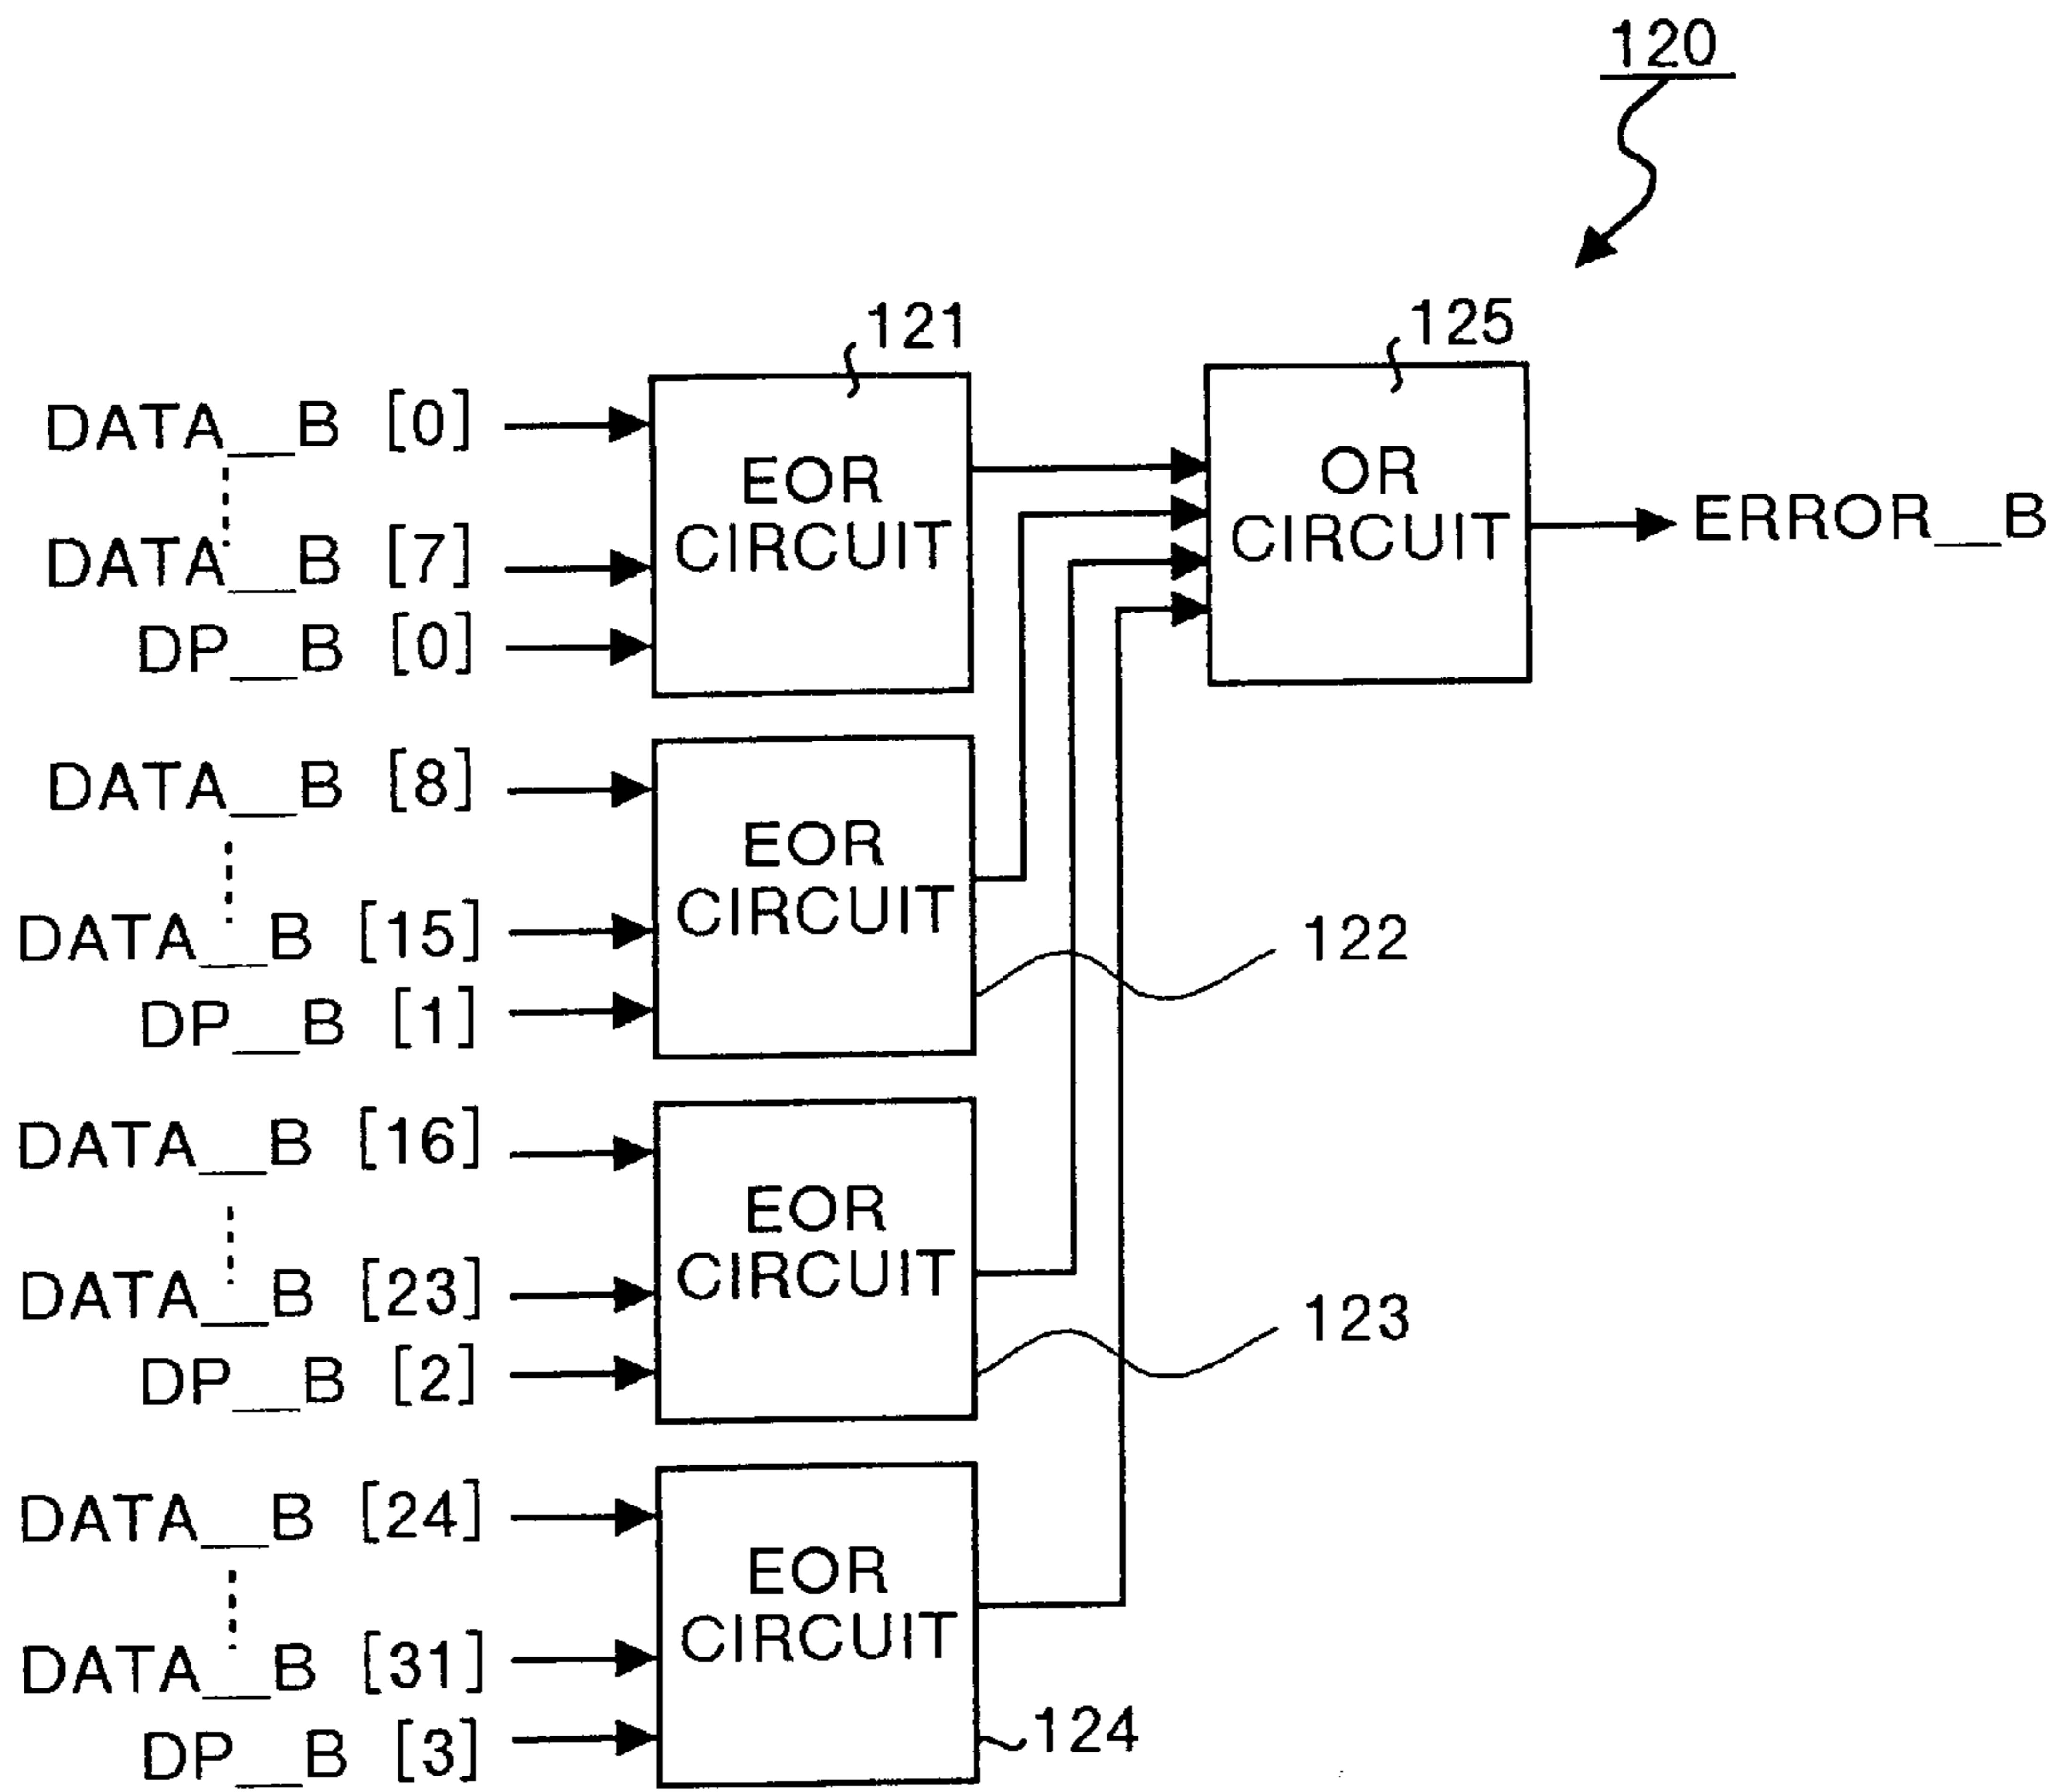 120
121
125
DATA__B [0]
DATA__B [7]
DP__B [0]
EOR
CIRCUIT
OR
CIRCUIT
ERROR__B
DATA__B [8]
DATA__B [15]
DP__B [1]
EOR
CIRCUIT
122
DATA__B [16]
DATA__B [23]
DP__B [2]
EOR
CIRCUIT
123
DATA__B [24]
DATA__B [31]
DP__B [3]
EOR
CIRCUIT
124